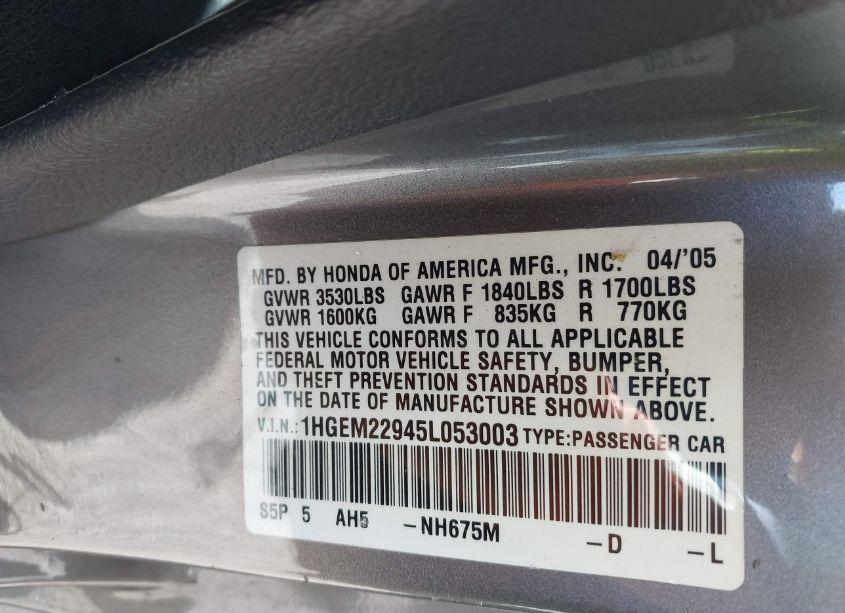 MFD. BY HONDA OF AMERICA MFG., INC. 04/'05
GVWR 3530LBS GAWR F 1840LBS R 1700LBS
GVWR 1600KG GAWR F 835KG R 770KG
THIS VEHICLE CONFORMS TO ALL APPLICABLE
FEDERAL MOTOR VEHICLE SAFETY, BUMPER,
AND THEFT PREVENTION STANDARDS IN EFFECT
ON THE DATE OF MANUFACTURE SHOWN ABOVE.
V.I.N.: 1HGEM22945L053003 TYPE:PASSENGER CAR
S5P 5 AH5 -NH675M -D -L